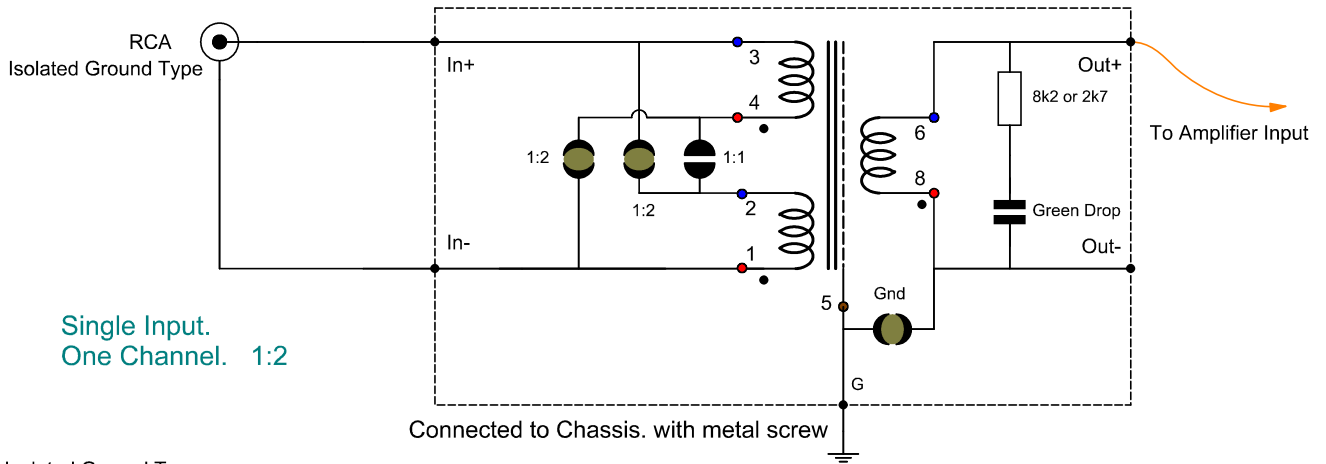 RCA
Isolated Ground Type
In+
3
4
1:2
1:1
1:2
2
In-
1
6
8
Out+
8k2 or 2k7
To Amplifier Input
Green Drop
Out-
5
Gnd
G
Single Input.
One Channel. 1:2
Connected to Chassis. with metal screw